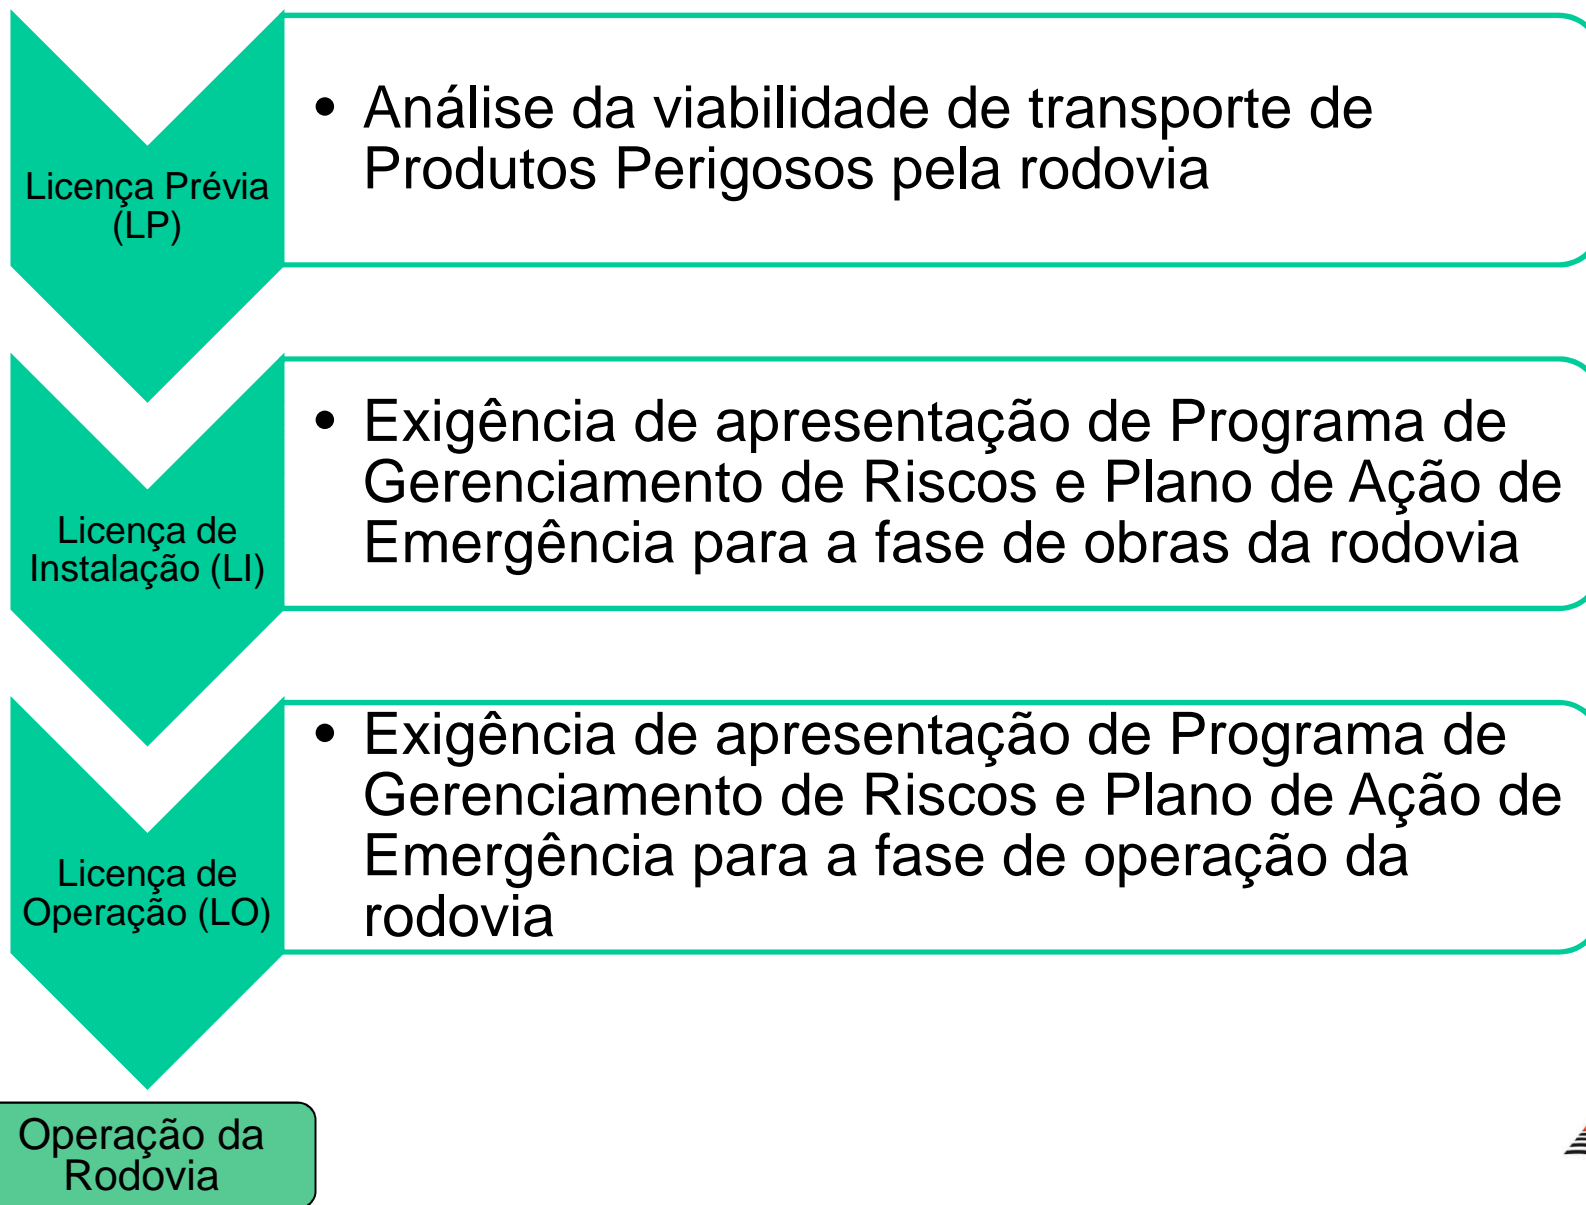 Licença Prévia
(LP)
• Análise da viabilidade de transporte de
Produtos Perigosos pela rodovia
Licença de
Instalação (LI)
• Exigência de apresentação de Programa de
Gerenciamento de Riscos e Plano de Ação de
Emergência para a fase de obras da rodovia
Licença de
Operação (LO)
• Exigência de apresentação de Programa de
Gerenciamento de Riscos e Plano de Ação de
Emergência para a fase de operação da
rodovia
Operação da
Rodovia